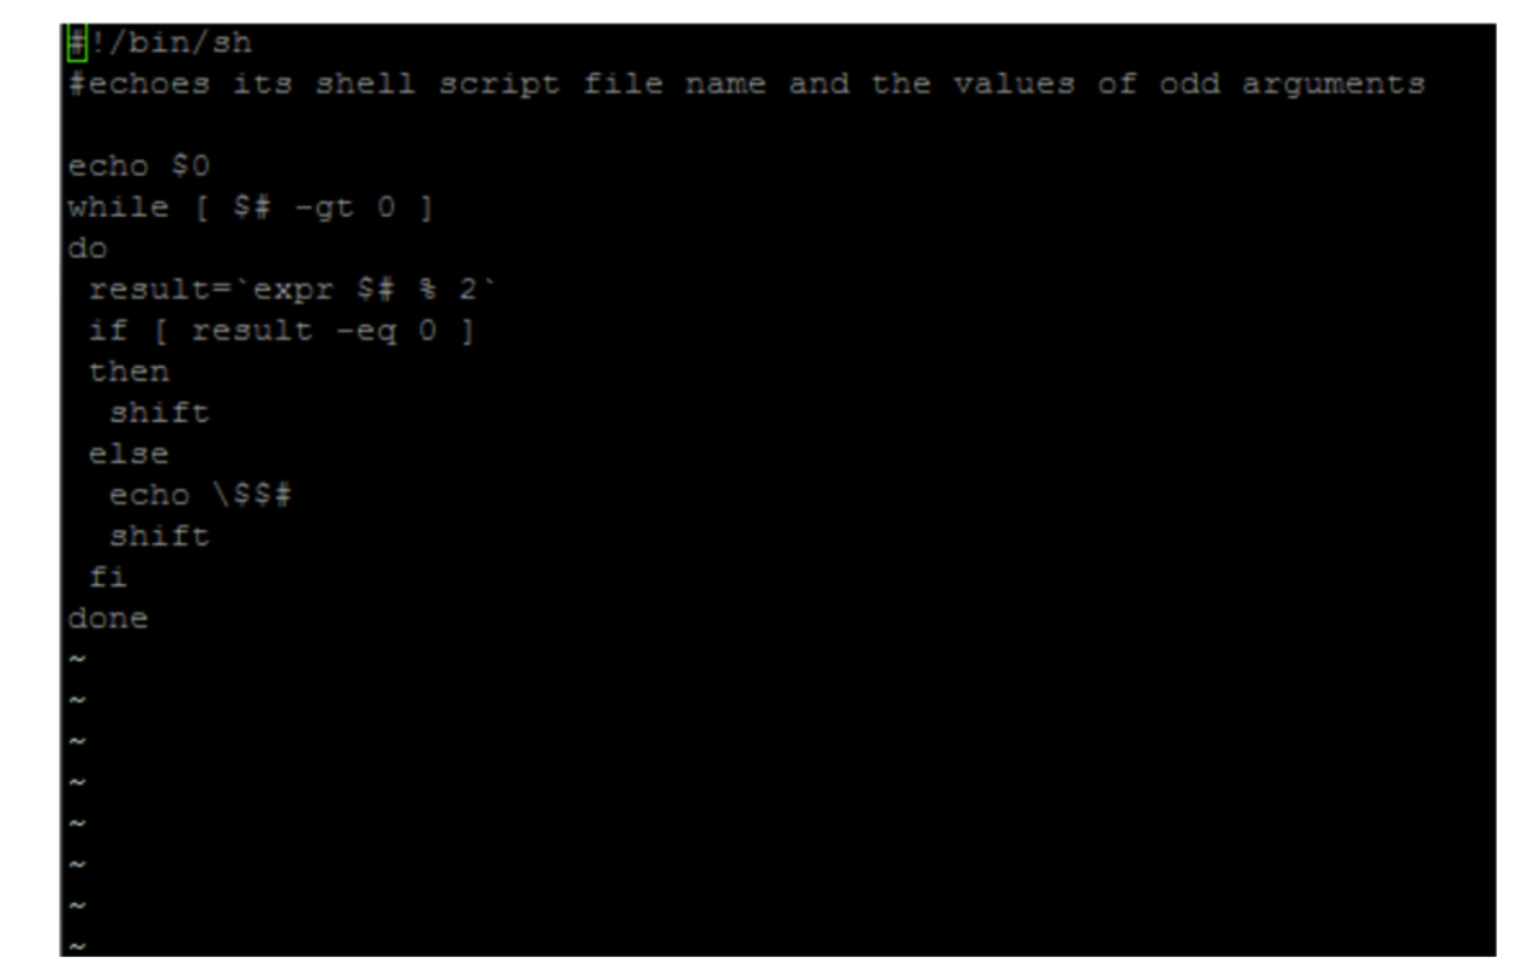 #!/bin/sh
#echoes its shell script file name and the values of odd arguments

echo $0
while [ $# -gt 0 ]
do
 result=`expr $# % 2`
 if [ result -eq 0 ]
 then
  shift
 else
  echo \$$#
  shift
 fi
done
~
~
~
~
~
~
~
~